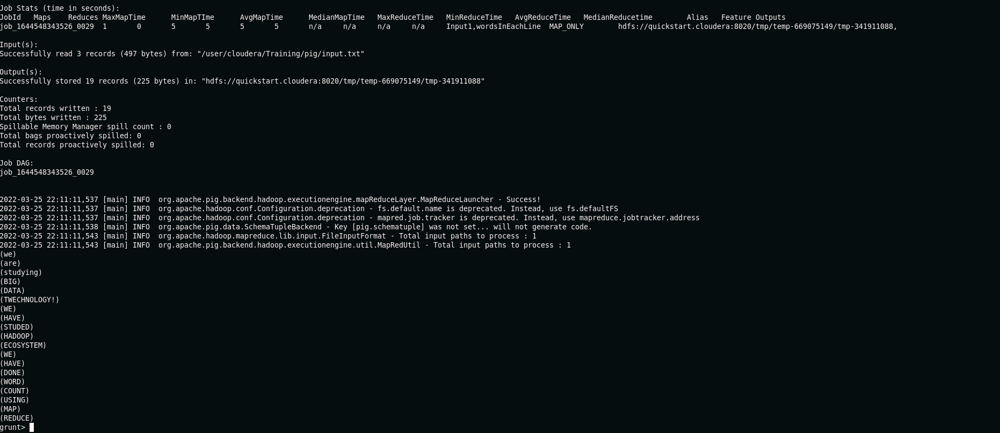 Job Stats (time in seconds):
JobId   Maps    Reduces MaxMapTime      MinMapTIme      AvgMapTime      MedianMapTime   MaxReduceTime   MinReduceTime   AvgReduceTime   MedianReducetime        Alias   Feature Outputs
job_1644548343526_0029  1       0       5       5       5       5       n/a     n/a     n/a     n/a     Input1,wordsInEachLine  MAP_ONLY        hdfs://quickstart.cloudera:8020/tmp/temp-669075149/tmp-341911088,
Input(s):
Successfully read 3 records (497 bytes) from: "/user/cloudera/Training/pig/input.txt"
Output(s):
Successfully stored 19 records (225 bytes) in: "hdfs://quickstart.cloudera:8020/tmp/temp-669075149/tmp-341911088"
Counters:
Total records written : 19
Total bytes written : 225
Spillable Memory Manager spill count : 0
Total bags proactively spilled: 0
Total records proactively spilled: 0
Job DAG:
job_1644548343526_0029
2022-03-25 22:11:11,537 [main] INFO  org.apache.pig.backend.hadoop.executionengine.mapReduceLayer.MapReduceLauncher - Success!
2022-03-25 22:11:11,537 [main] INFO  org.apache.hadoop.conf.Configuration.deprecation - fs.default.name is deprecated. Instead, use fs.defaultFS
2022-03-25 22:11:11,537 [main] INFO  org.apache.hadoop.conf.Configuration.deprecation - mapred.job.tracker is deprecated. Instead, use mapreduce.jobtracker.address
2022-03-25 22:11:11,538 [main] INFO  org.apache.pig.data.SchemaTupleBackend - Key [pig.schematuple] was not set... will not generate code.
2022-03-25 22:11:11,543 [main] INFO  org.apache.hadoop.mapreduce.lib.input.FileInputFormat - Total input paths to process : 1
2022-03-25 22:11:11,543 [main] INFO  org.apache.pig.backend.hadoop.executionengine.util.MapRedUtil - Total input paths to process : 1
(we)
(are)
(studying)
(BIG)
(DATA)
(TWECHNOLOGY!)
(WE)
(HAVE)
(STUDED)
(HADOOP)
(ECOSYSTEM)
(WE)
(HAVE)
(DONE)
(WORD)
(COUNT)
(USING)
(MAP)
(REDUCE)
grunt>